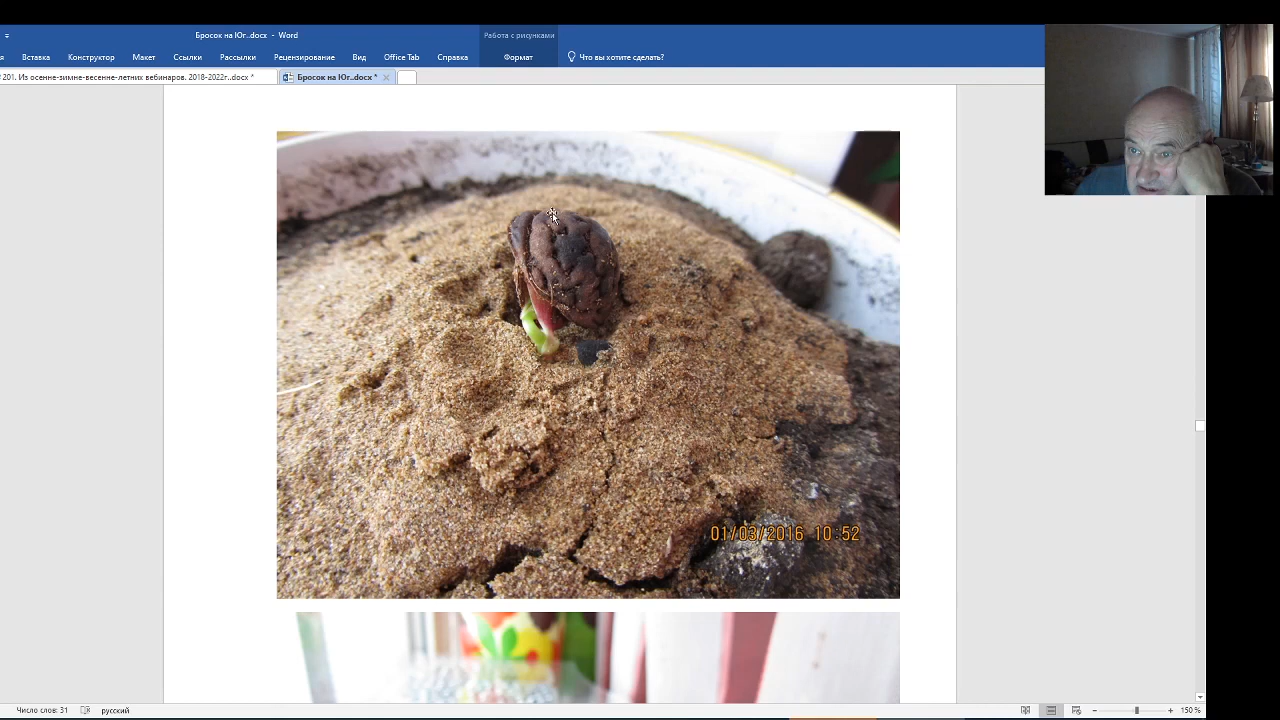 Бросок на Юг..docx - Word
Работа с рисунками
я Вставка Конструктор Макет Ссылки Рассылки Рецензирование Вид Office Tab Справка Формат Что вы хотите сделать?
201. Из осенне-зимне-весенне-летних вебинаров. 2018-2022г..docx * Бросок на Юг..docx *
01/03/2016 10:52
Число слов: 31 русский 150 %